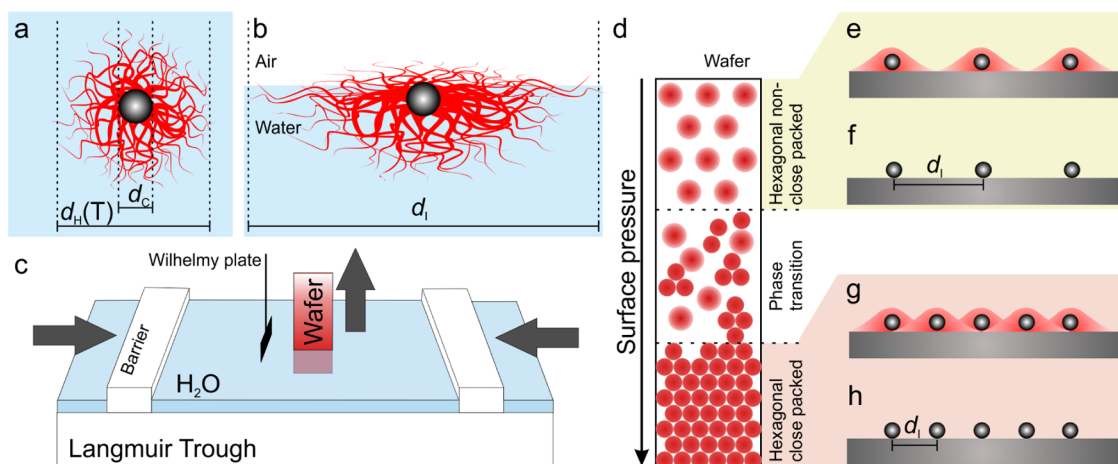 a
d_C
d_H(T)
b
Air
Water
d_I
c
Wilhelmy plate
Wafer
Barrier
H₂O
Langmuir Trough
d
Wafer
Surface pressure
Hexagonal non-
close packed
Phase
transition
Hexagonal
close packed
e
f
d_I
g
h
d_I